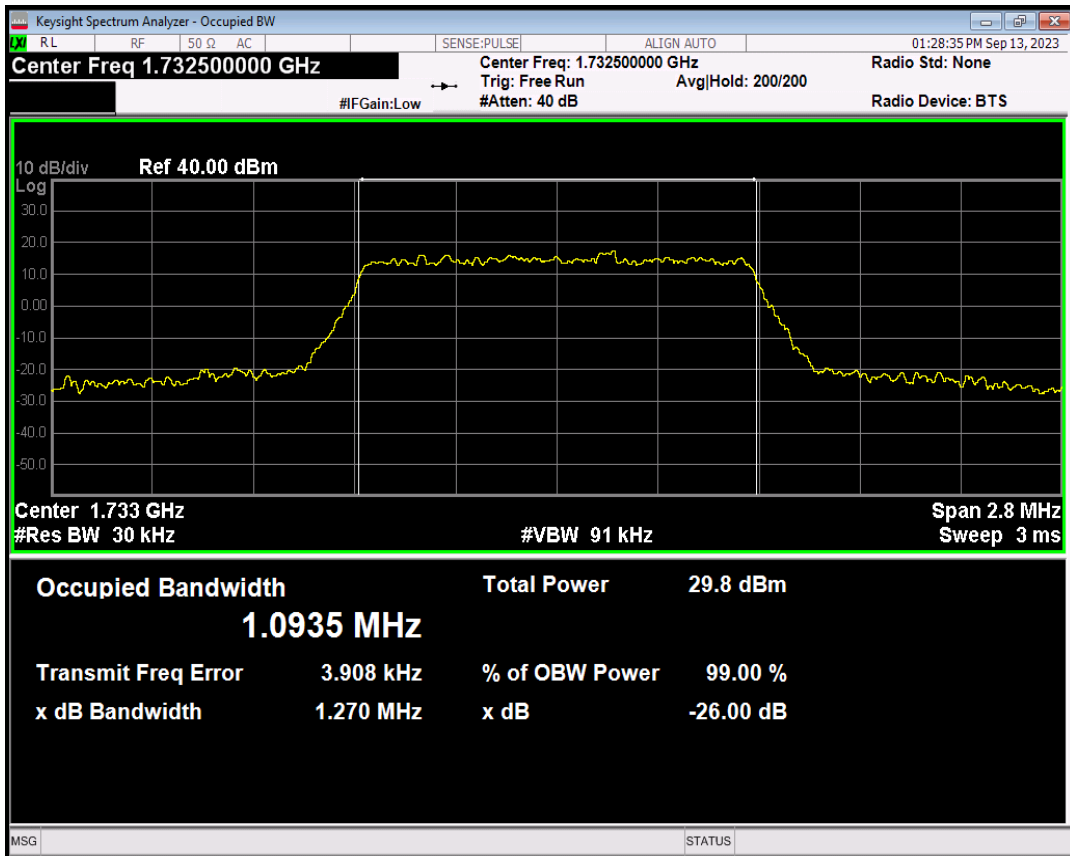 Keysight Spectrum Analyzer - Occupied BW
LXI RL RF 50 Ω AC SENSE:PULSE ALIGN AUTO 01:28:35 PM Sep 13, 2023
Center Freq 1.732500000 GHz Center Freq: 1.732500000 GHz Radio Std: None
Trig: Free Run Avg|Hold: 200/200
#IFGain:Low #Atten: 40 dB Radio Device: BTS
10 dB/div Ref 40.00 dBm
Log
30.0
20.0
10.0
0.00
-10.0
-20.0
-30.0
-40.0
-50.0
Center 1.733 GHz Span 2.8 MHz
#Res BW 30 kHz #VBW 91 kHz Sweep 3 ms
Occupied Bandwidth Total Power 29.8 dBm
1.0935 MHz
Transmit Freq Error 3.908 kHz % of OBW Power 99.00 %
x dB Bandwidth 1.270 MHz x dB -26.00 dB
MSG STATUS